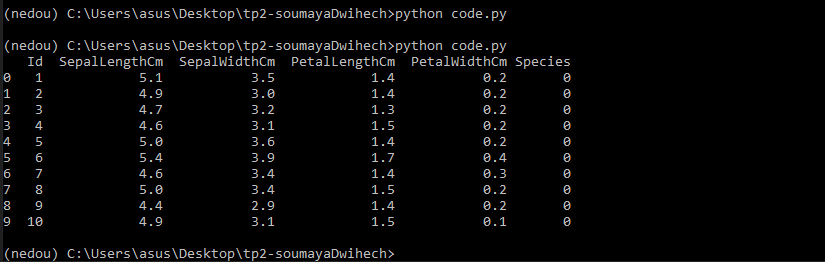 (nedou) C:\Users\asus\Desktop\tp2-soumayaDwihech>python code.py
(nedou) C:\Users\asus\Desktop\tp2-soumayaDwihech>python code.py
   Id  SepalLengthCm  SepalWidthCm  PetalLengthCm  PetalWidthCm Species
0   1            5.1           3.5            1.4           0.2       0
1   2            4.9           3.0            1.4           0.2       0
2   3            4.7           3.2            1.3           0.2       0
3   4            4.6           3.1            1.5           0.2       0
4   5            5.0           3.6            1.4           0.2       0
5   6            5.4           3.9            1.7           0.4       0
6   7            4.6           3.4            1.4           0.3       0
7   8            5.0           3.4            1.5           0.2       0
8   9            4.4           2.9            1.4           0.2       0
9  10            4.9           3.1            1.5           0.1       0
(nedou) C:\Users\asus\Desktop\tp2-soumayaDwihech>